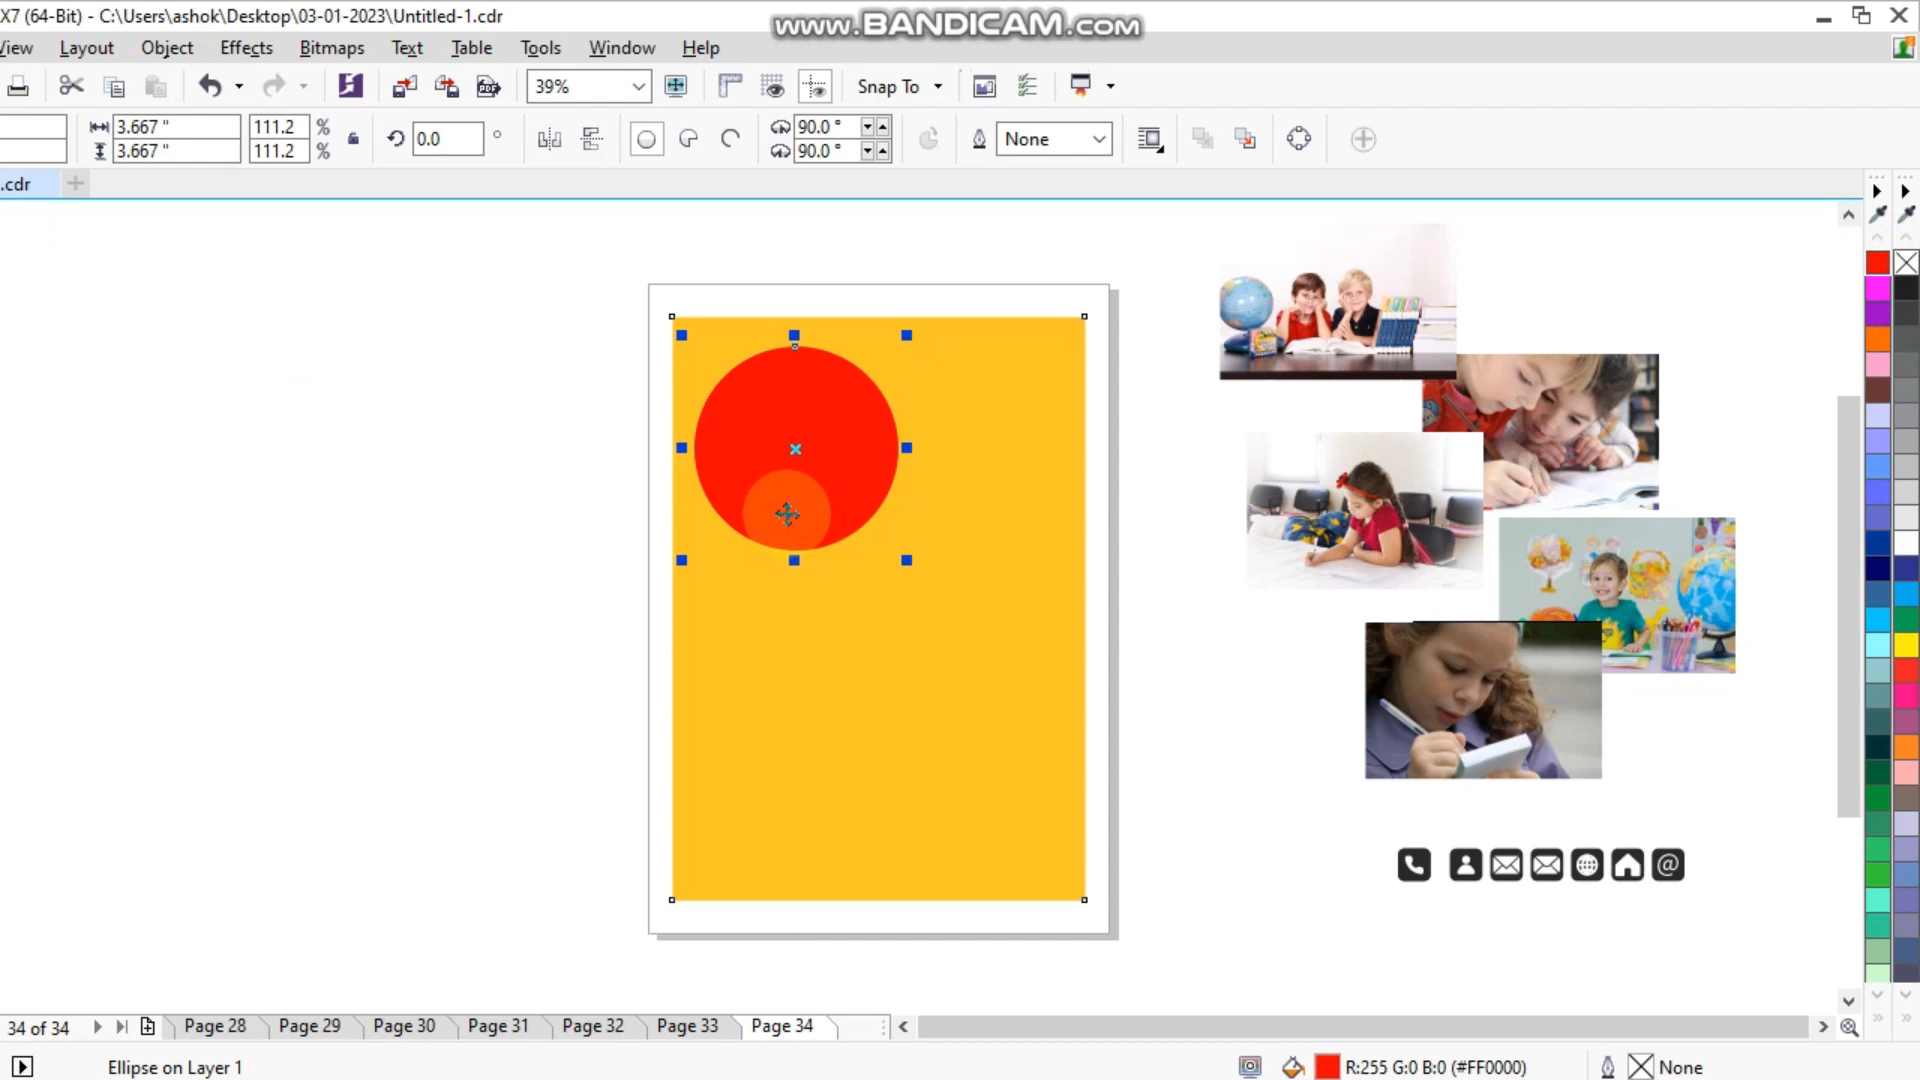 X7 (64-Bit) - C:\Users\ashok\Desktop\03-01-2023\Untitled-1.cdr
www.BANDICAM.com
View Layout Object Effects Bitmaps Text Table Tools Window Help
39% Snap To
3.667 " 111.2 % 0.0 ° 90.0 ° None
3.667 " 111.2 % 90.0 °
.cdr
34 of 34 Page 28 Page 29 Page 30 Page 31 Page 32 Page 33 Page 34
Ellipse on Layer 1 R:255 G:0 B:0 (#FF0000) None